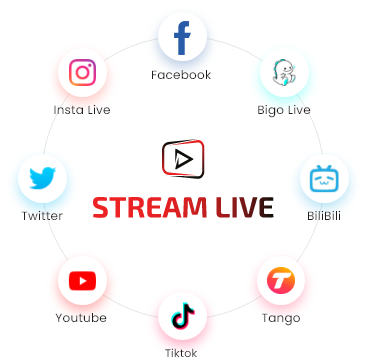 Facebook
Insta Live
Bigo Live
STREAM LIVE
Twitter
BiliBili
Youtube
Tango
Tiktok